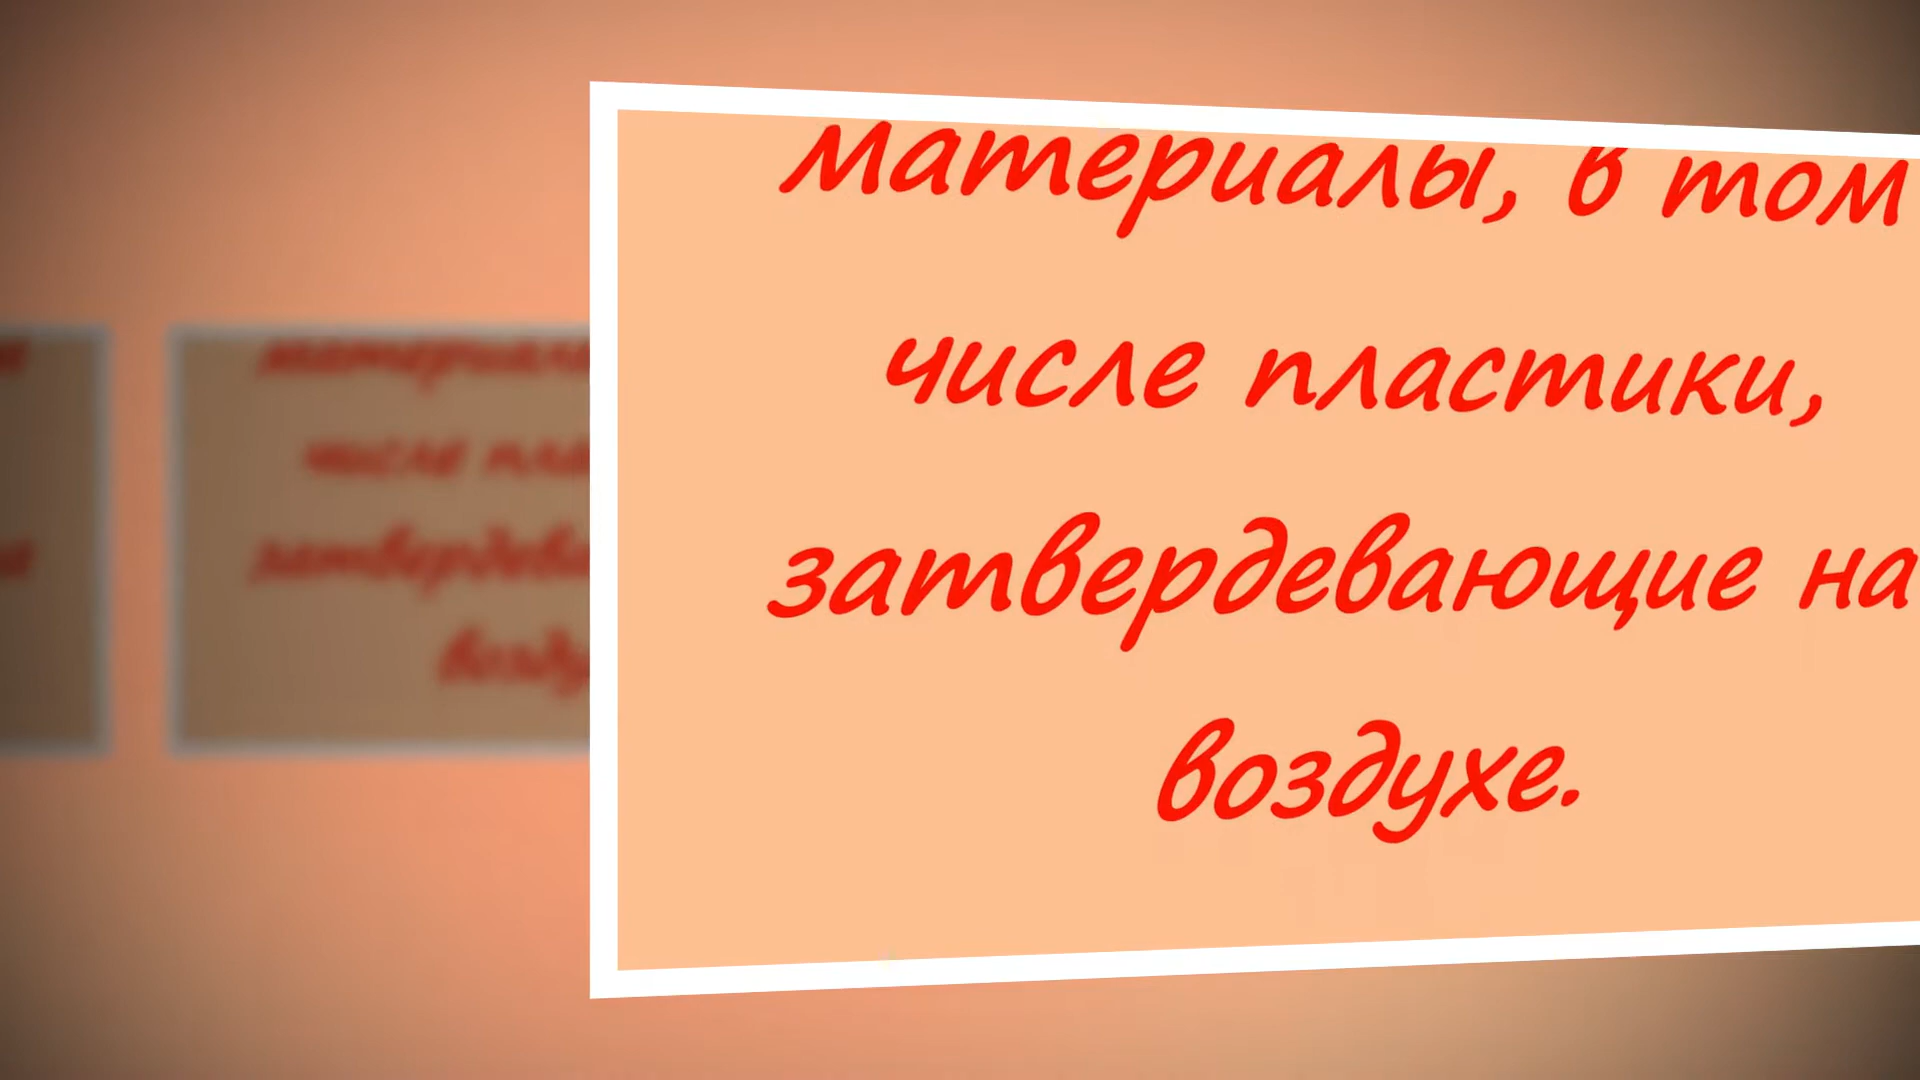 материалы, в том
числе пластики,
затвердевающие на
воздухе.